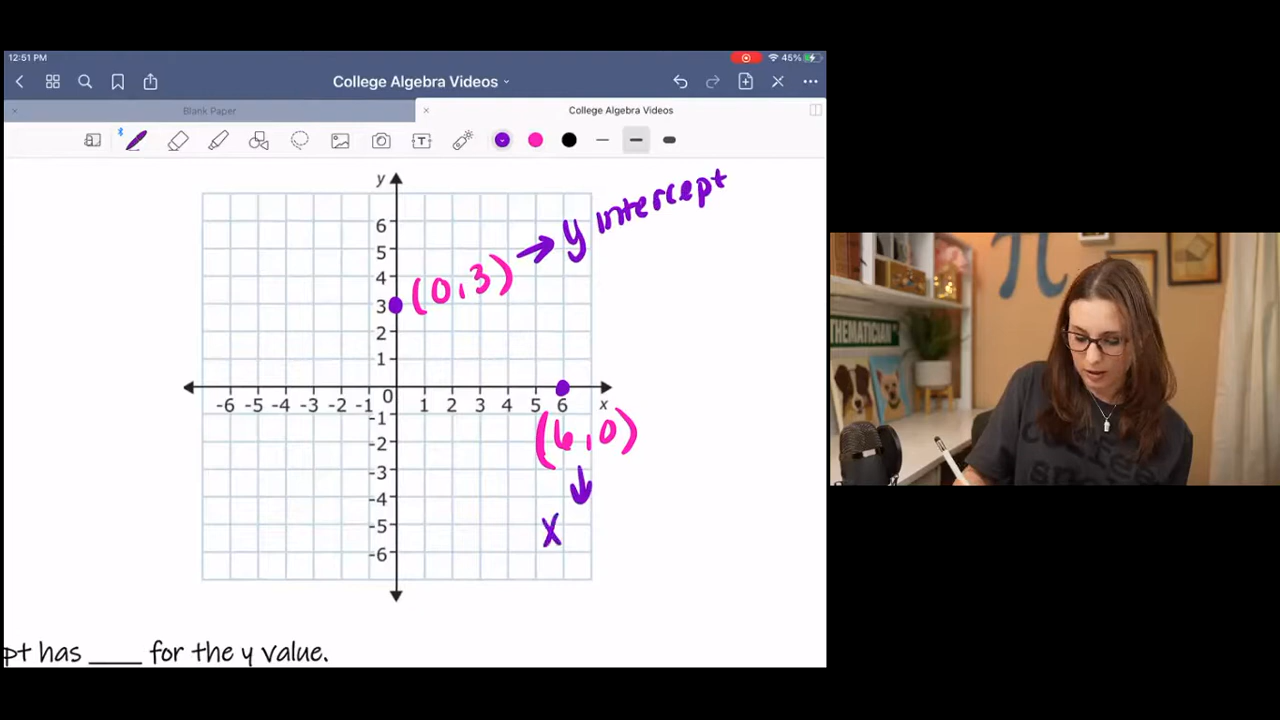 12:51 PM
45%
College Algebra Videos
Blank Paper
College Algebra Videos
T
y
y intercept
6
5
4
(0,3)
3
2
1
-6 -5 -4 -3 -2 -1 0 1 2 3 4 5 6 x
-1
(6,0)
-2
-3
-4
x
-5
-6
pt has ____ for the y value.
THEMATICIAN